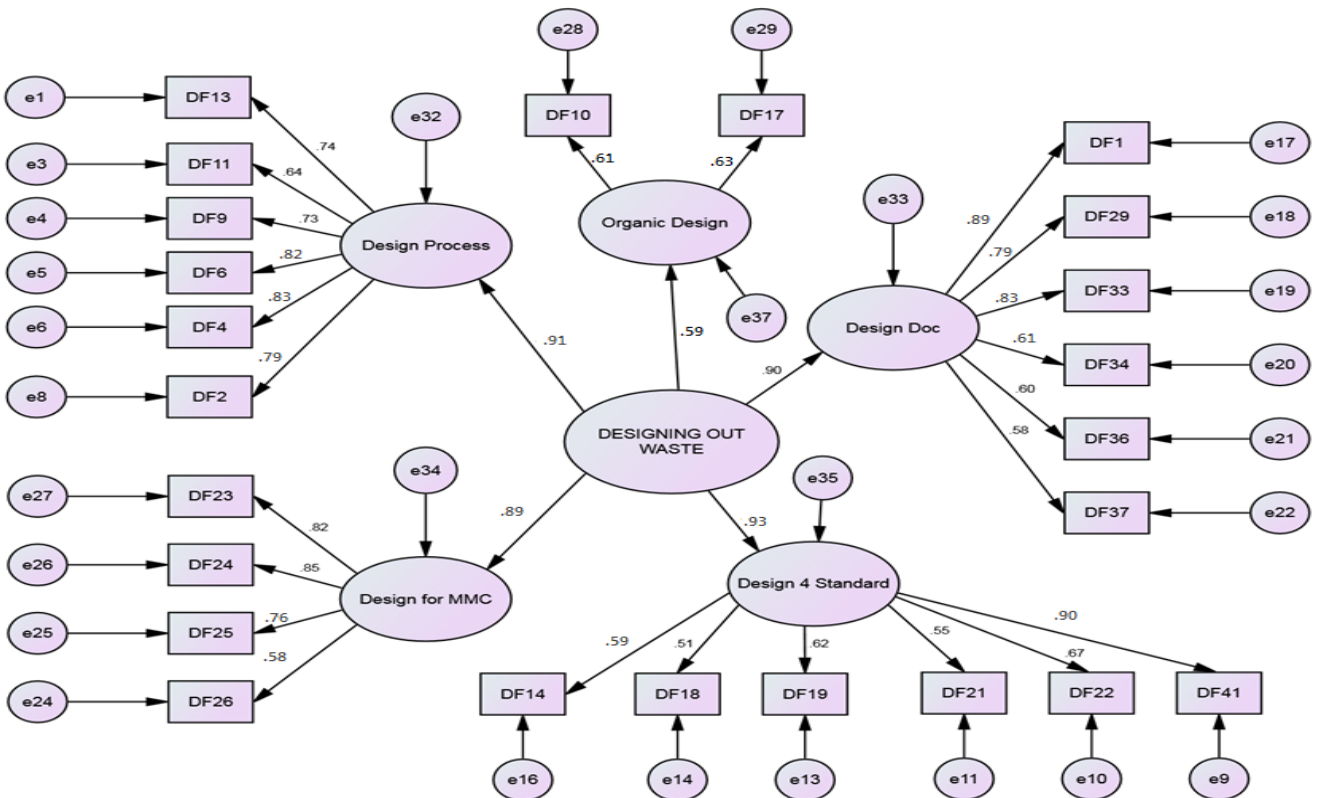 e28
e29
e1
DF13
DF10
DF17
e32
.74
.61
.63
DF1
e17
e3
DF11
.64
e33
e4
DF9
.73
Organic Design
.89
DF29
e18
Design Process
.79
e5
DF6
.82
e37
.83
DF33
e19
e6
DF4
.83
.91
.59
Design Doc
.61
DF34
e20
.79
.90
.60
e8
DF2
.58
DF36
e21
DESIGNING OUT
WASTE
e34
e35
e27
DF23
.82
.89
.93
DF37
e22
e26
DF24
.85
Design for MMC
Design 4 Standard
e25
DF25
.76
.58
.59
.51
.62
.55
.67
.90
e24
DF26
DF14
DF18
DF19
DF21
DF22
DF41
e16
e14
e13
e11
e10
e9